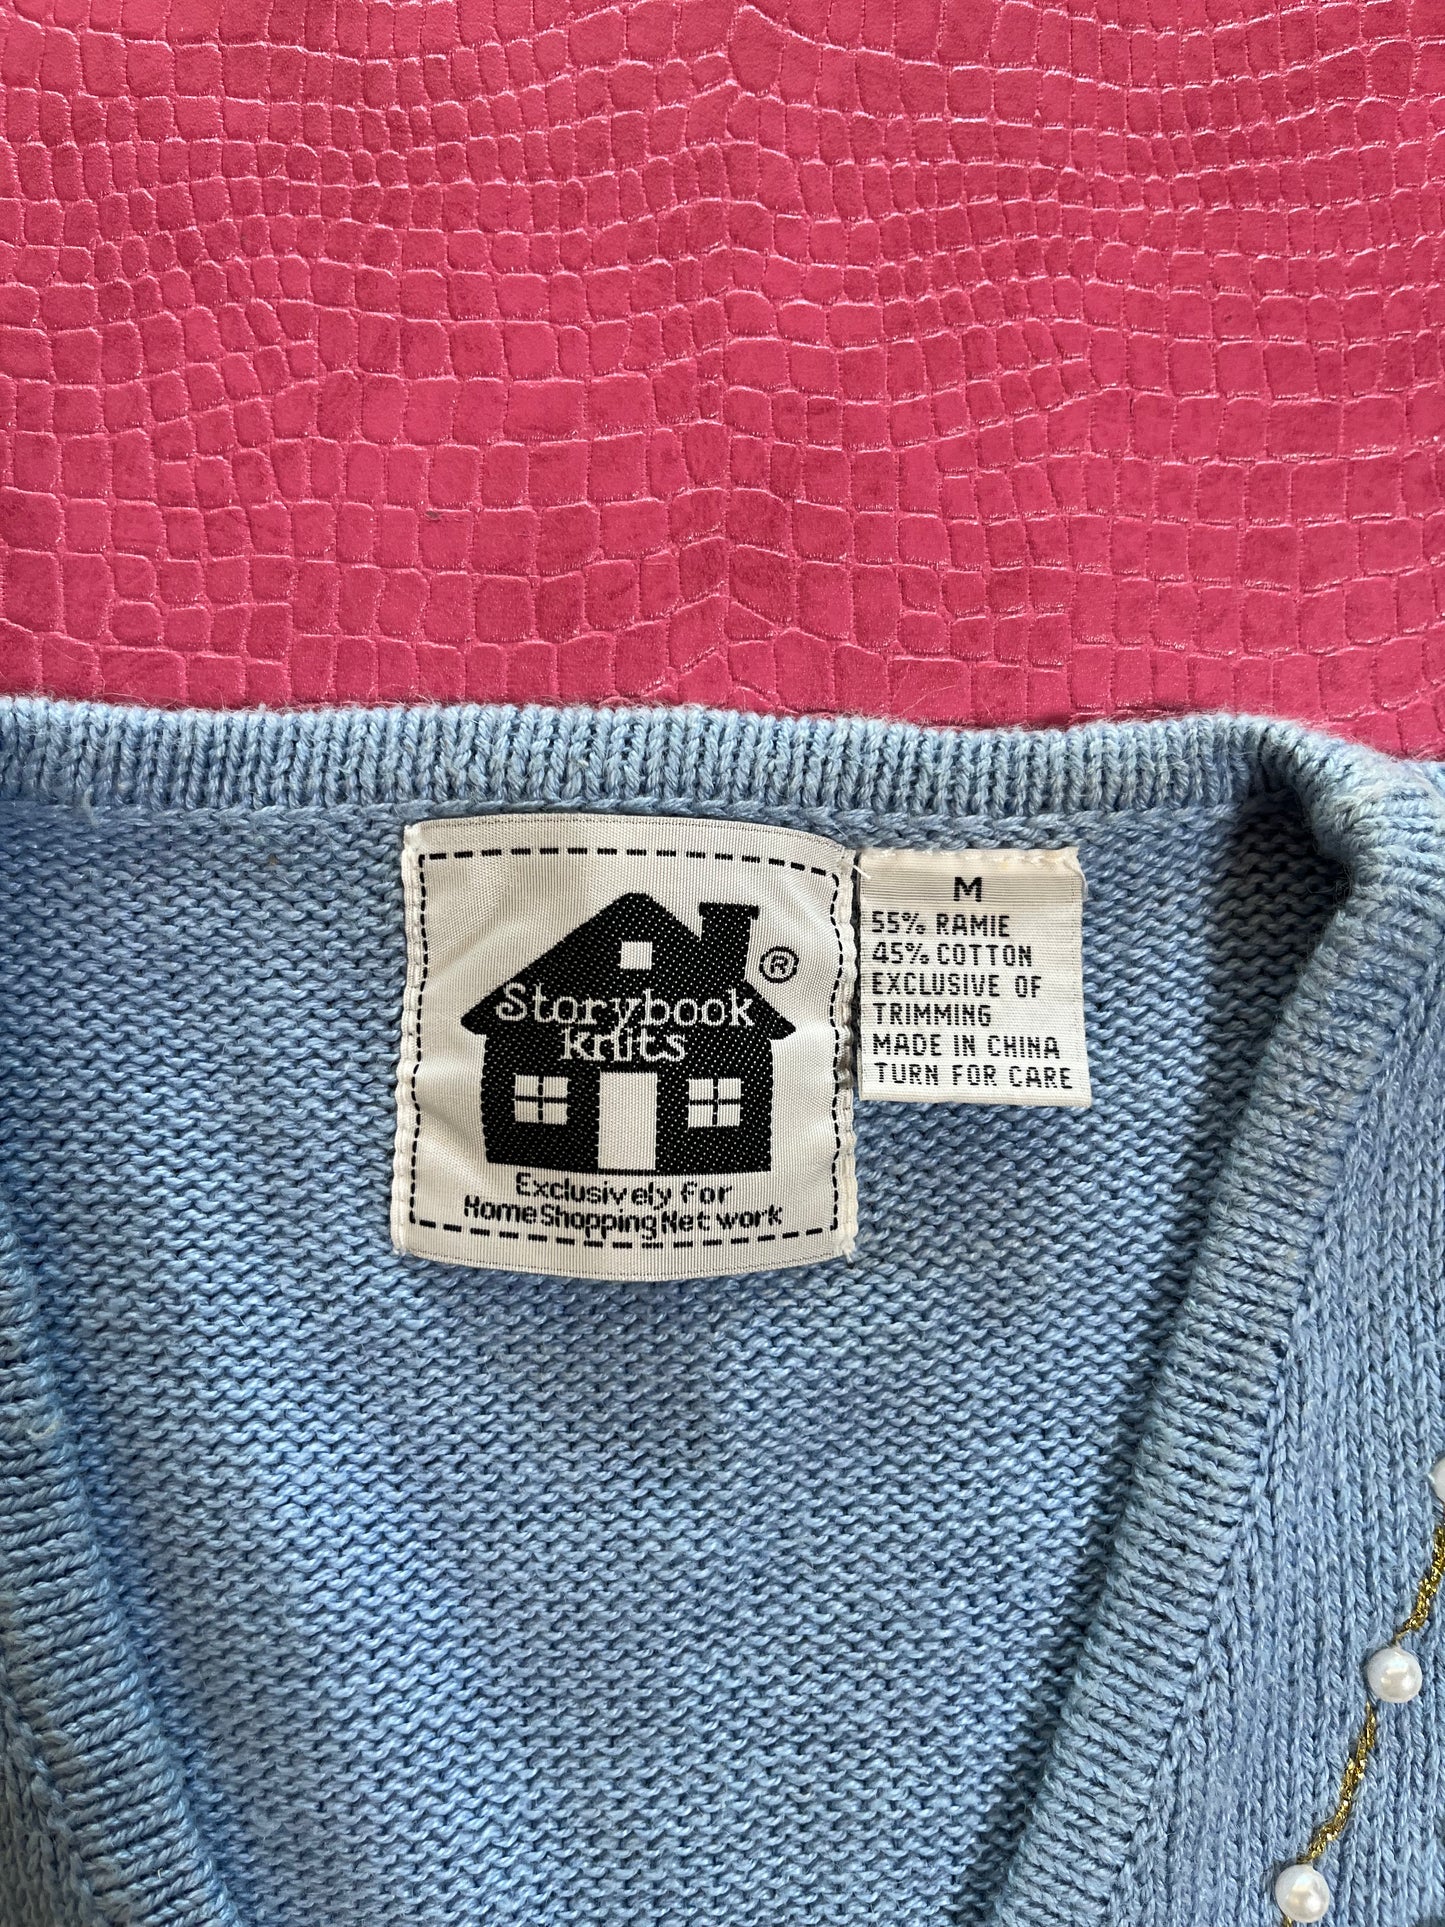 Storybook
knits
®
Exclusively for
Home Shopping Network
M
55% RAMIE
45% COTTON
EXCLUSIVE OF
TRIMMING
MADE IN CHINA
TURN FOR CARE